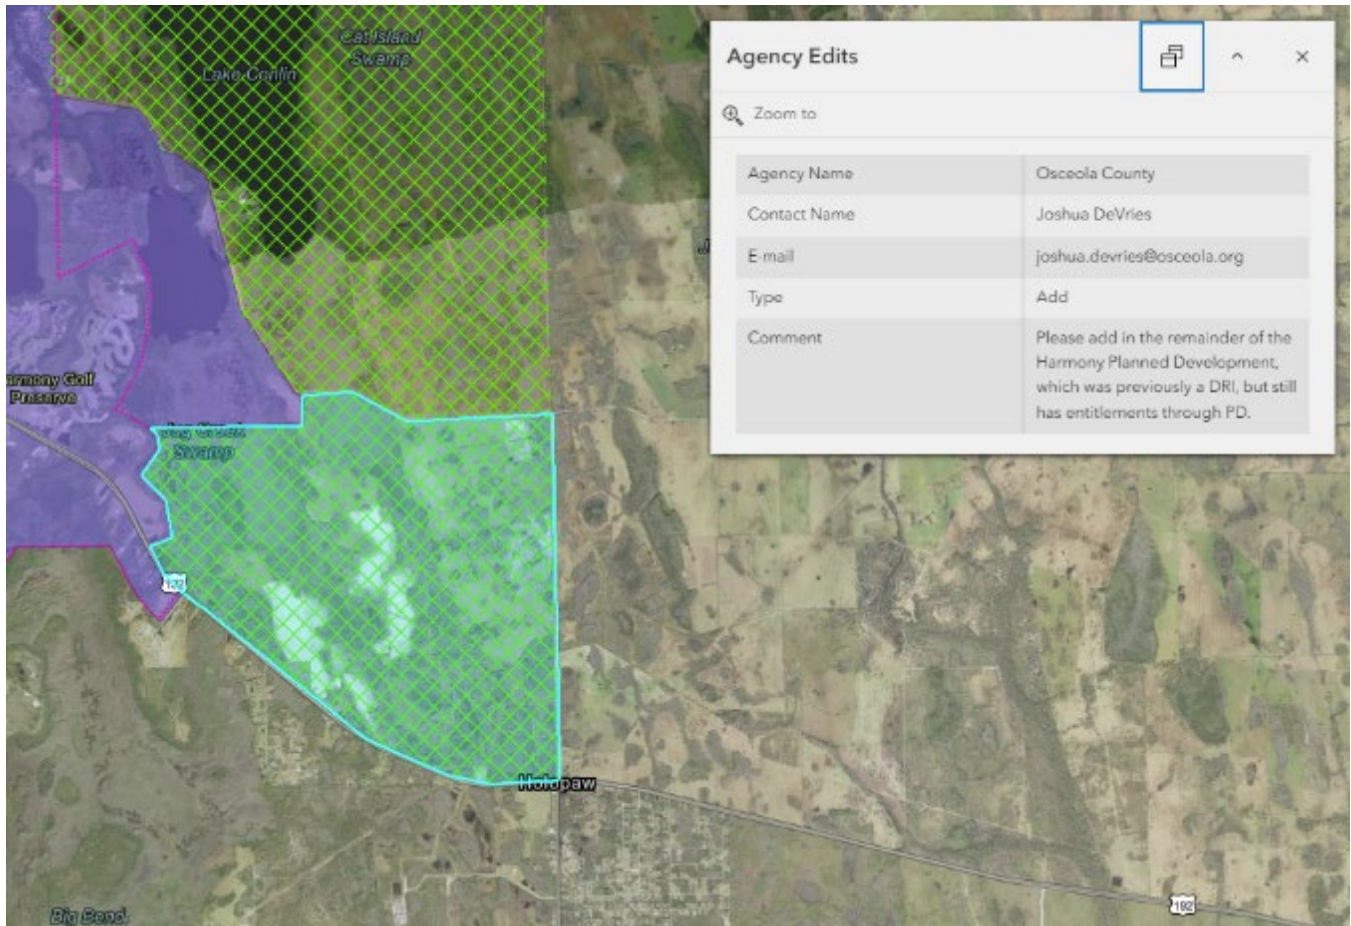 Cat Island
Swamp
Lake Conlin
Agency Edits
Zoom to
Agency Name
Osceola County
Contact Name
Joshua DeVries
E-mail
joshua.devries@osceola.org
Type
Add
Comment
Please add in the remainder of the
Harmony Planned Development,
which was previously a DRI, but still
has entitlements through PD.
armony Golf
Preserve
Swamp
192
Holopaw
192
Big Bend